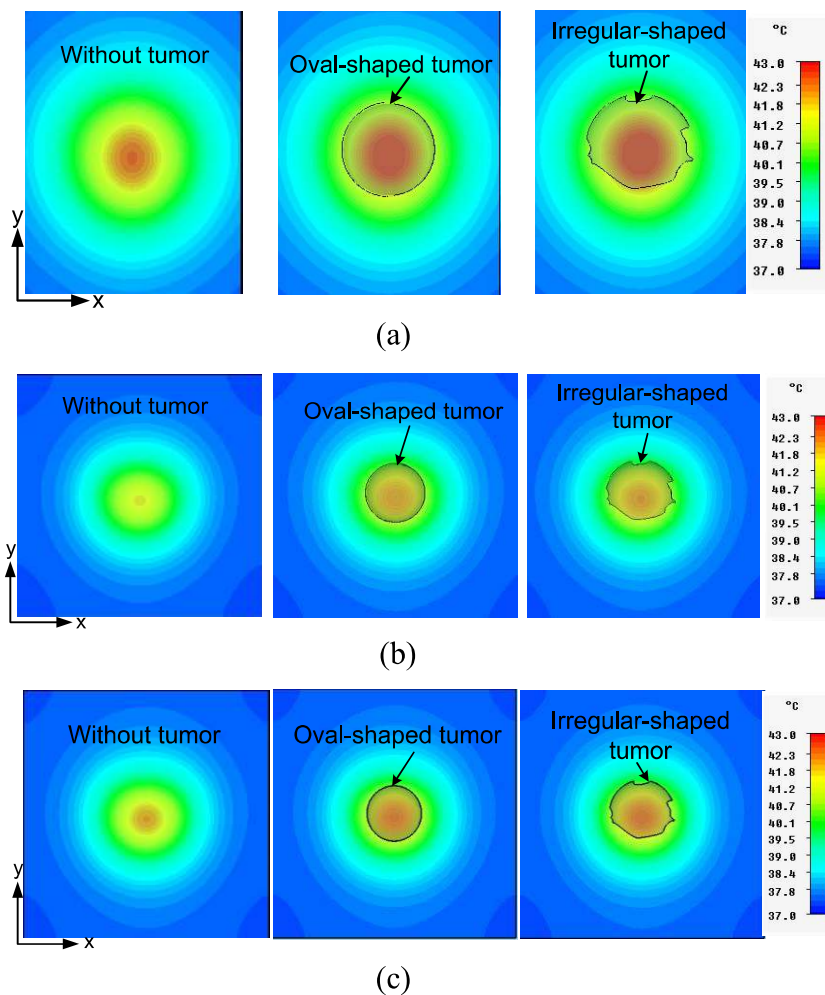 Without tumor
Oval-shaped tumor
Irregular-shaped
tumor
°C
43.0
42.3
41.8
41.2
40.7
40.1
39.5
39.0
38.4
37.8
37.0
y
x
(a)
Without tumor
Oval-shaped tumor
Irregular-shaped
tumor
°C
43.0
42.3
41.8
41.2
40.7
40.1
39.5
39.0
38.4
37.8
37.0
y
x
(b)
Without tumor
Oval-shaped tumor
Irregular-shaped
tumor
°C
43.0
42.3
41.8
41.2
40.7
40.1
39.5
39.0
38.4
37.8
37.0
y
x
(c)